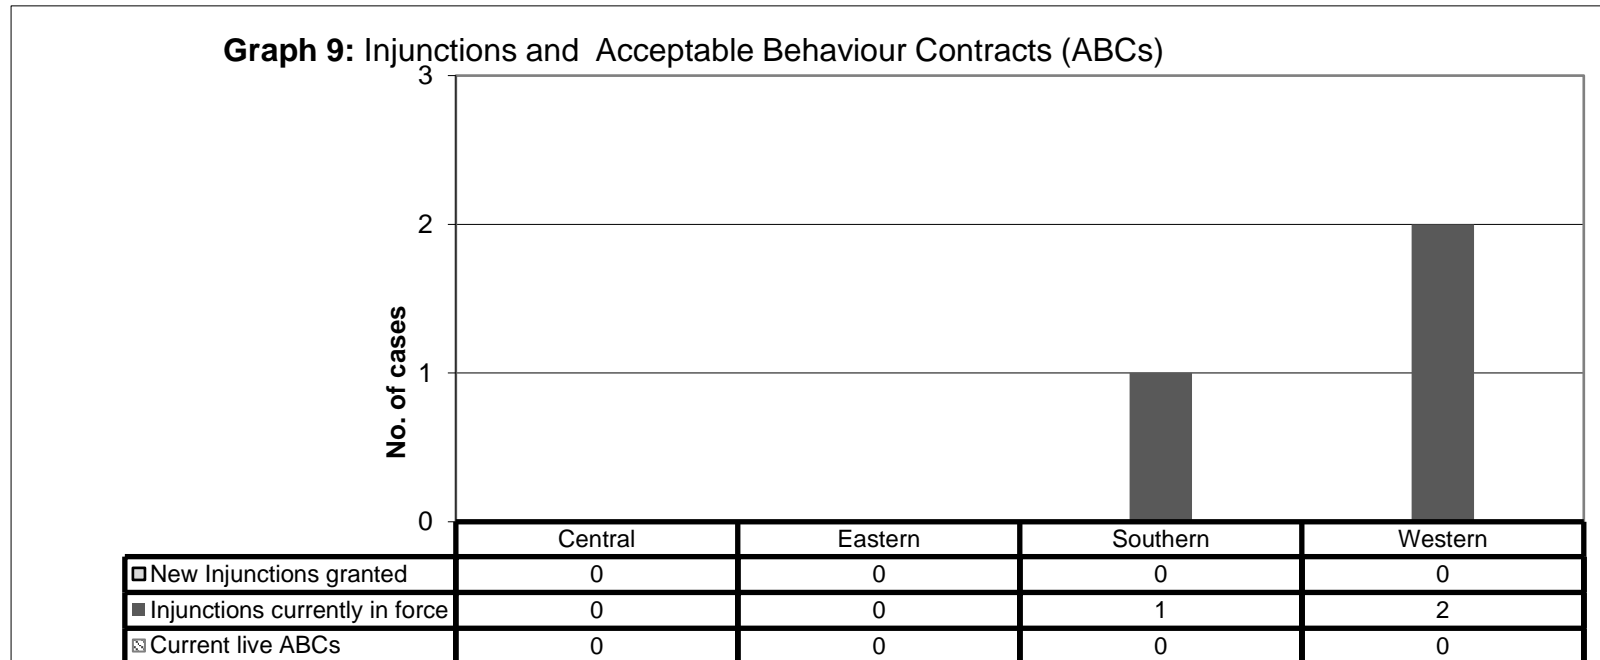 Graph 9: Injunctions and  Acceptable Behaviour Contracts (ABCs)
3
2
1
0
No. of cases
Central Eastern Southern Western
New Injunctions granted 0 0 0 0
Injunctions currently in force 0 0 1 2
Current live ABCs 0 0 0 0